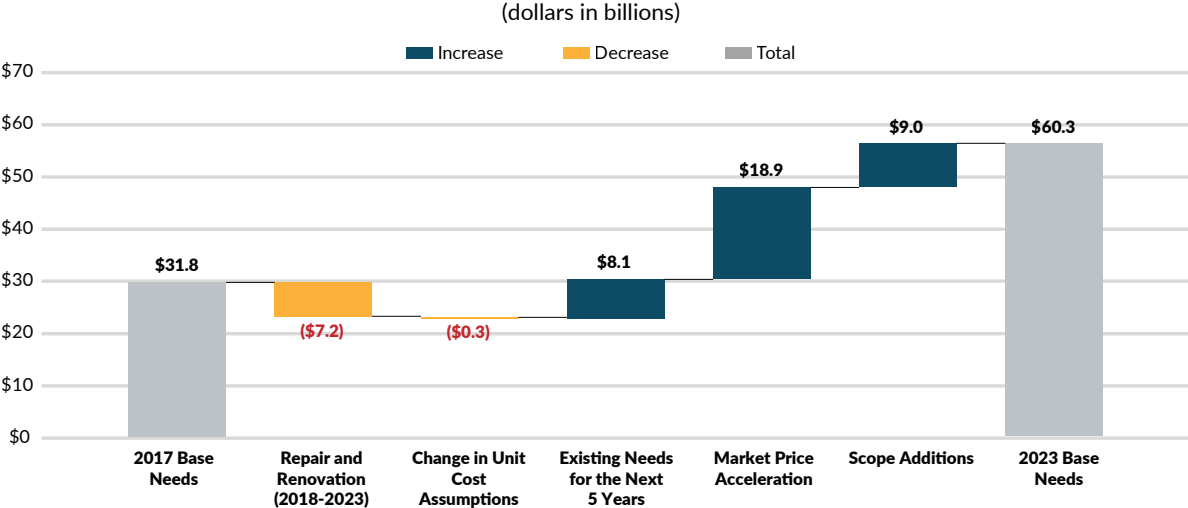 (dollars in billions)
Increase Decrease Total
$70
$60
$50
$40
$30
$20
$10
$0
$31.8
($7.2)
($0.3)
$8.1
$18.9
$9.0
$60.3
2017 Base
Needs
Repair and
Renovation
(2018-2023)
Change in Unit
Cost
Assumptions
Existing Needs
for the Next
5 Years
Market Price
Acceleration
Scope Additions
2023 Base
Needs